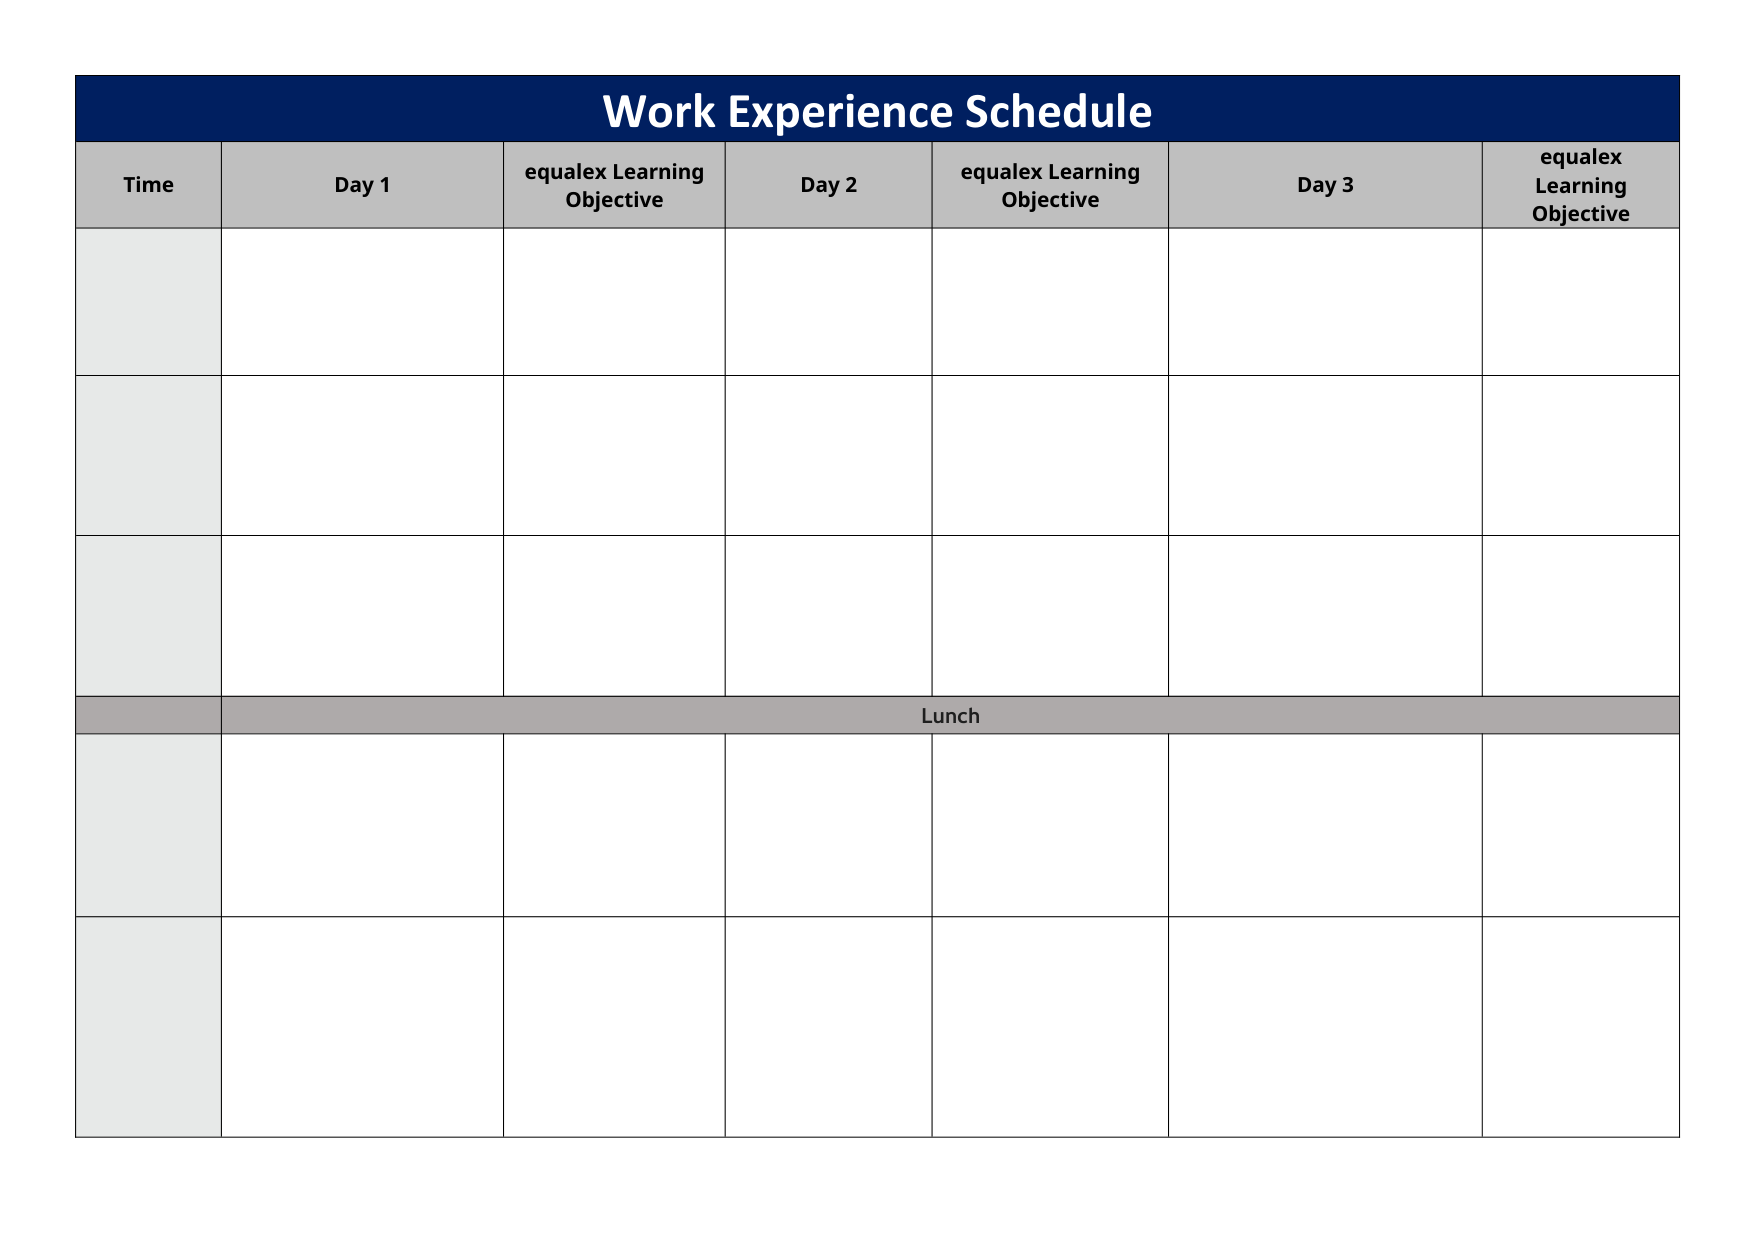 Work Experience Schedule
Time
Day 1
equalex Learning
Objective
Day 2
equalex Learning
Objective
Day 3
equalex
Learning
Objective
Lunch